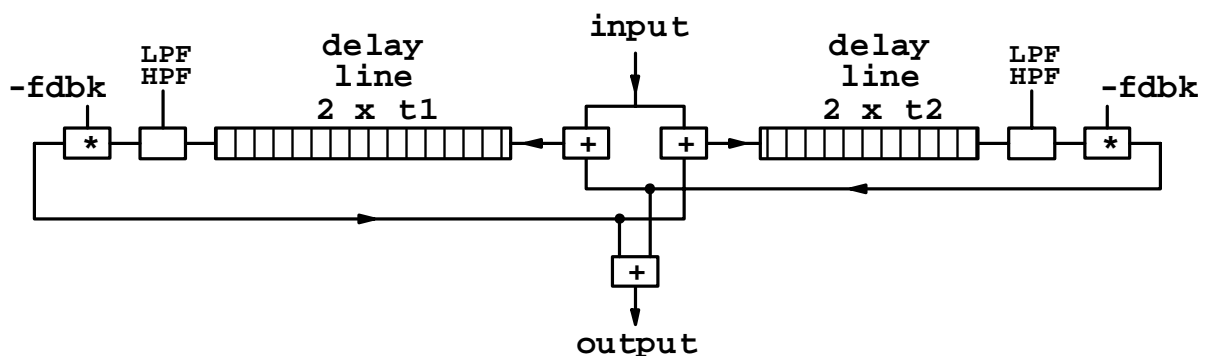 input
delay
line
2 x t1
delay
line
2 x t2
LPF
HPF
LPF
HPF
-fdbk
-fdbk
*
+
+
*
+
output